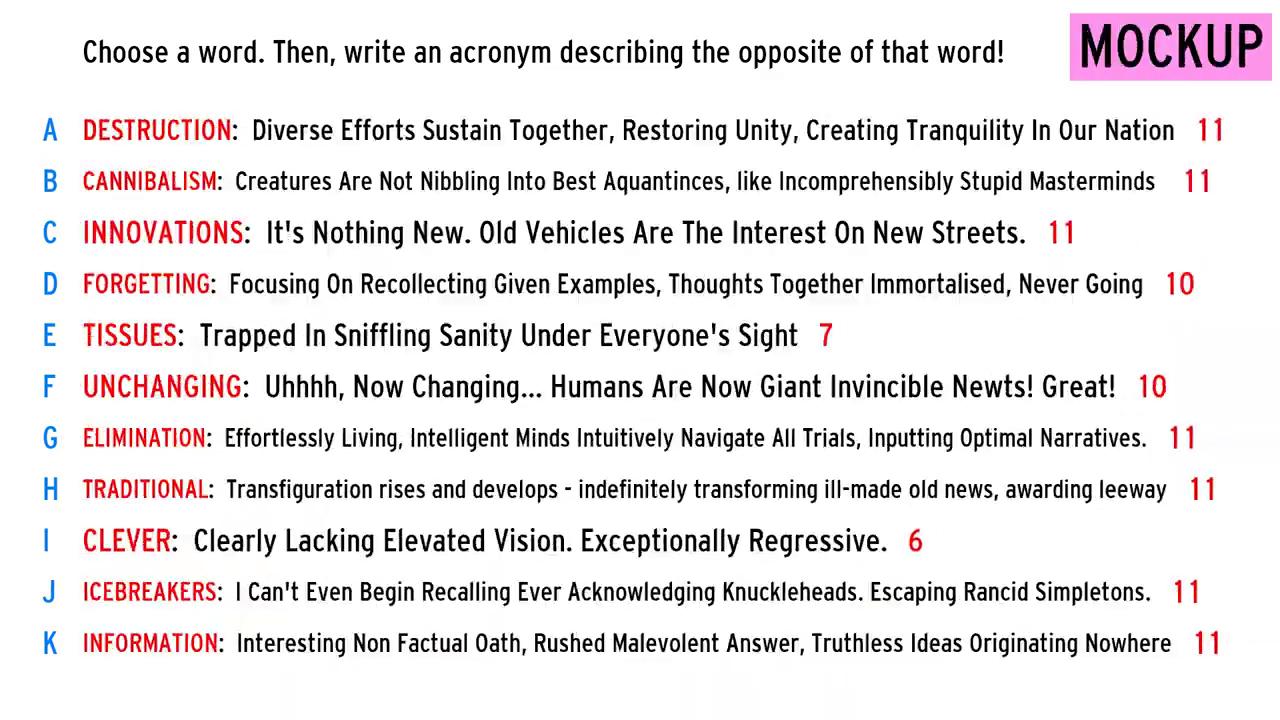 Choose a word. Then, write an acronym describing the opposite of that word!
MOCKUP
A DESTRUCTION: Diverse Efforts Sustain Together, Restoring Unity, Creating Tranquility In Our Nation 11
B CANNIBALISM: Creatures Are Not Nibbling Into Best Aquantinces, like Incomprehensibly Stupid Masterminds 11
C INNOVATIONS: It's Nothing New. Old Vehicles Are The Interest On New Streets. 11
D FORGETTING: Focusing On Recollecting Given Examples, Thoughts Together Immortalised, Never Going 10
E TISSUES: Trapped In Sniffling Sanity Under Everyone's Sight 7
F UNCHANGING: Uhhhh, Now Changing... Humans Are Now Giant Invincible Newts! Great! 10
G ELIMINATION: Effortlessly Living, Intelligent Minds Intuitively Navigate All Trials, Inputting Optimal Narratives. 11
H TRADITIONAL: Transfiguration rises and develops - indefinitely transforming ill-made old news, awarding leeway 11
I CLEVER: Clearly Lacking Elevated Vision. Exceptionally Regressive. 6
J ICEBREAKERS: I Can't Even Begin Recalling Ever Acknowledging Knuckleheads. Escaping Rancid Simpletons. 11
K INFORMATION: Interesting Non Factual Oath, Rushed Malevolent Answer, Truthless Ideas Originating Nowhere 11